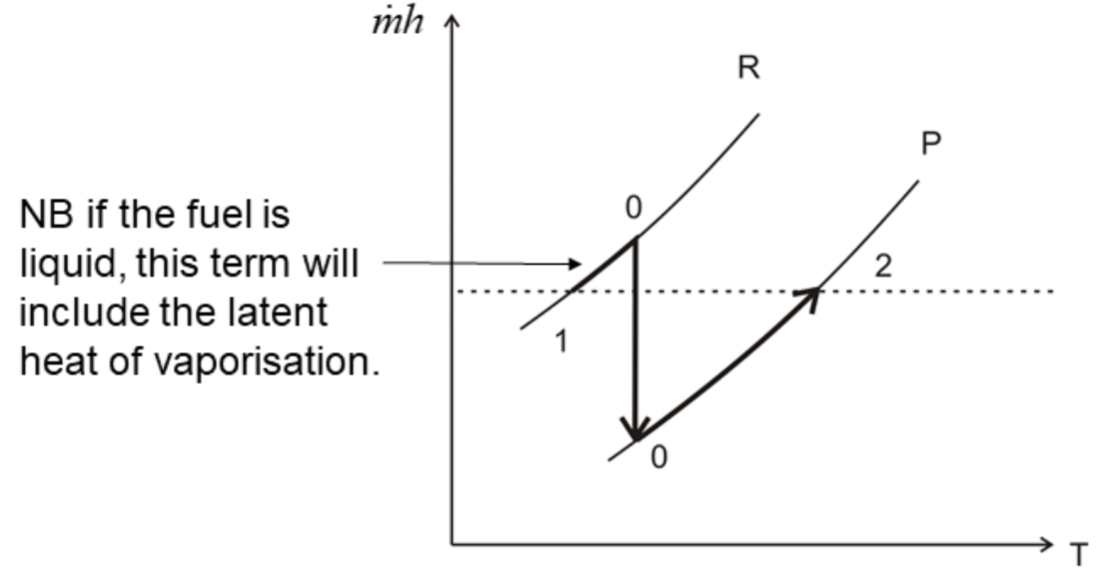 ṁh
R
P
0
NB if the fuel is
liquid, this term will
include the latent
heat of vaporisation.
2
1
0
T